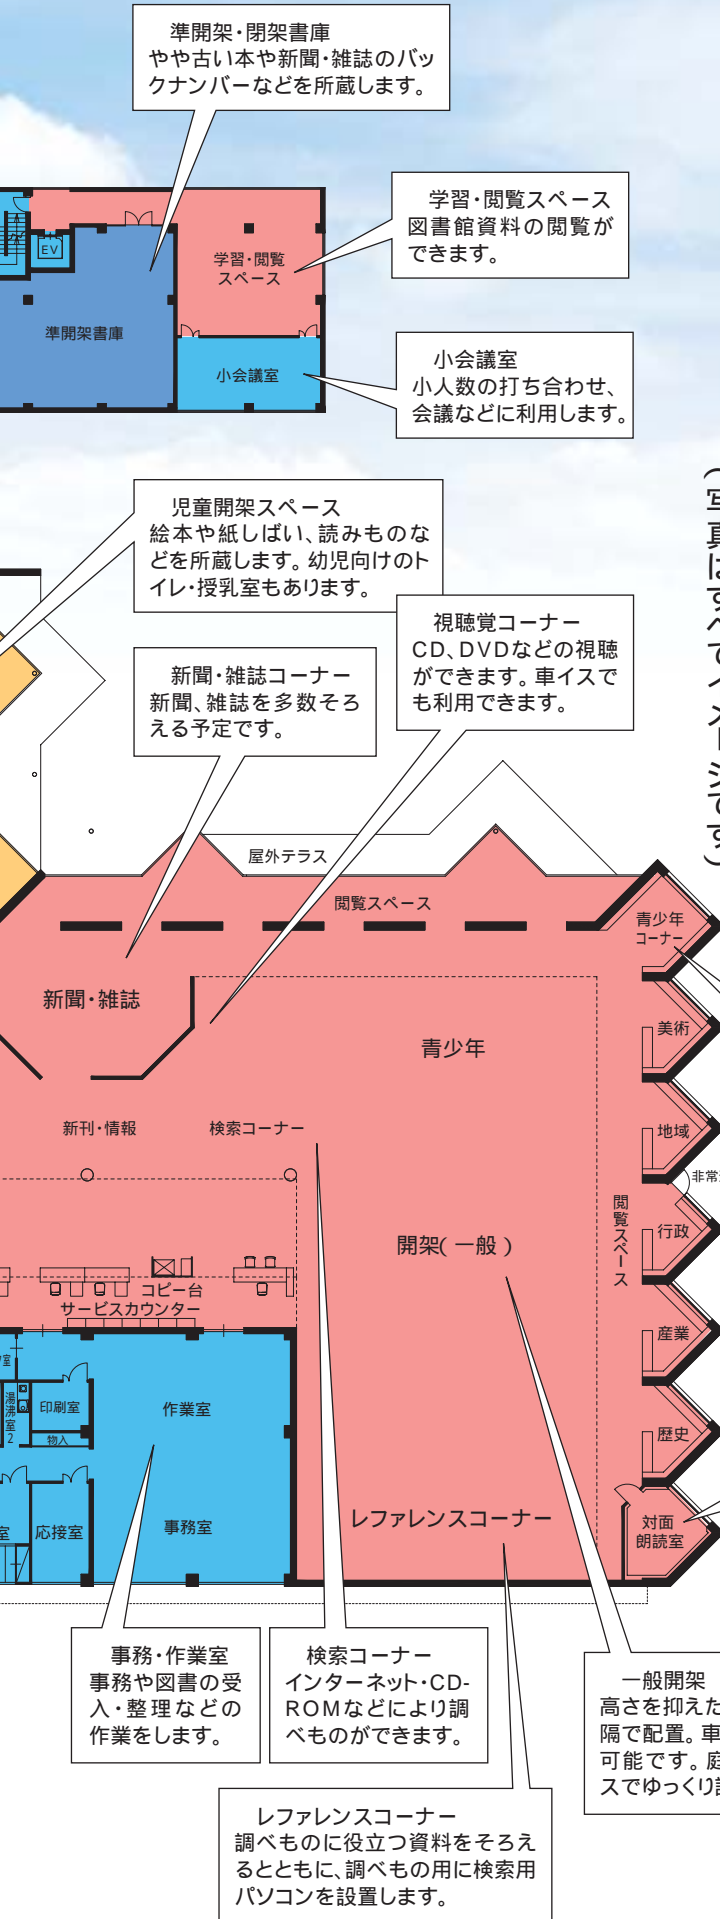 準開架・閉架書庫
やや古い本や新聞・雑誌のバッ
クナンバーなどを所蔵します。
学習・閲覧スペース
図書館資料の閲覧が
できます。
EV
学習・閲覧
スペース
準開架書庫
小会議室
小会議室
小人数の打ち合わせ、
会議などに利用します。
(写真はすべてイメージです)
児童開架スペース
絵本や紙しばい、読みものな
どを所蔵します。幼児向けのト
イレ・授乳室もあります。
視聴覚コーナー
CD、DVDなどの視聴
ができます。車イスで
も利用できます。
新聞・雑誌コーナー
新聞、雑誌を多数そろ
える予定です。
屋外テラス
閲覧スペース
青少年
コーナー
新聞・雑誌
美術
青少年
新刊・情報
検索コーナー
地域
非常
閲覧スペース
行政
開架(一般)
コピー台
サービスカウンター
産業
室
湯沸室2
印刷室
物入
作業室
歴史
室
応接室
事務室
レファレンスコーナー
対面
朗読室
事務・作業室
事務や図書の受
入・整理などの
作業をします。
検索コーナー
インターネット・CD-
ROMなどにより調
べものができます。
一般開架
高さを抑えた
隔で配置。車
可能です。庭
スでゆっくり
レファレンスコーナー
調べものに役立つ資料をそろえ
るとともに、調べもの用に検索用
パソコンを設置します。